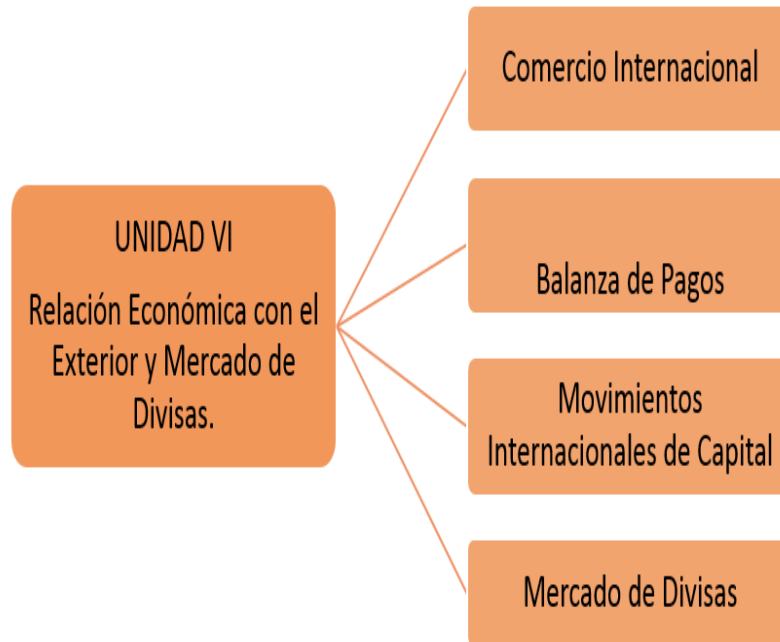 UNIDAD VI
Relación Económica con el
Exterior y Mercado de
Divisas.
Comercio Internacional
Balanza de Pagos
Movimientos
Internacionales de Capital
Mercado de Divisas